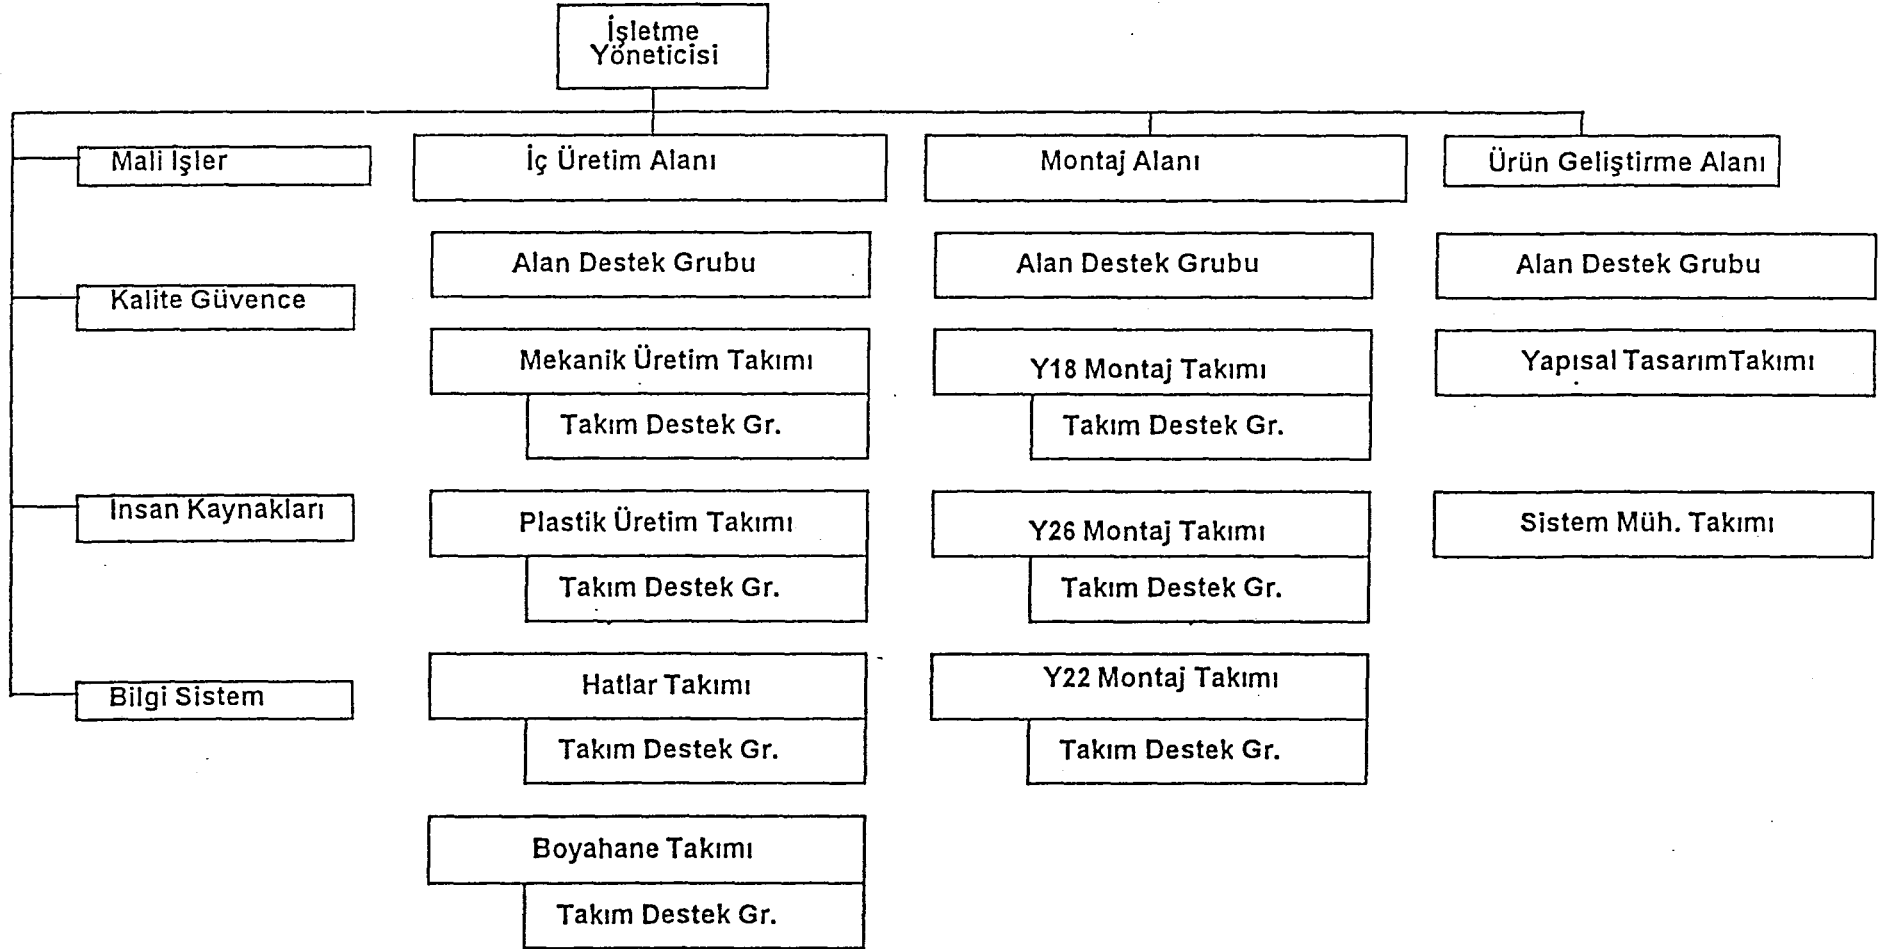 İşletme
Yöneticisi
Mali Işler
İç Üretim Alanı
Montaj Alanı
Ürün Geliştirme Alanı
Alan Destek Grubu
Alan Destek Grubu
Alan Destek Grubu
Kalite Güvence
Mekanik Üretim Takımı
Y18 Montaj Takımı
Yapısal TasarımTakımı
Takım Destek Gr.
Takım Destek Gr.
Insan Kaynakları
Plastik Üretim Takımı
Y26 Montaj Takımı
Sistem Müh. Takımı
Takım Destek Gr.
Takım Destek Gr.
Bilgi Sistem
Hatlar Takımı
Y22 Montaj Takımı
Takım Destek Gr.
Takım Destek Gr.
Boyahane Takımı
Takım Destek Gr.